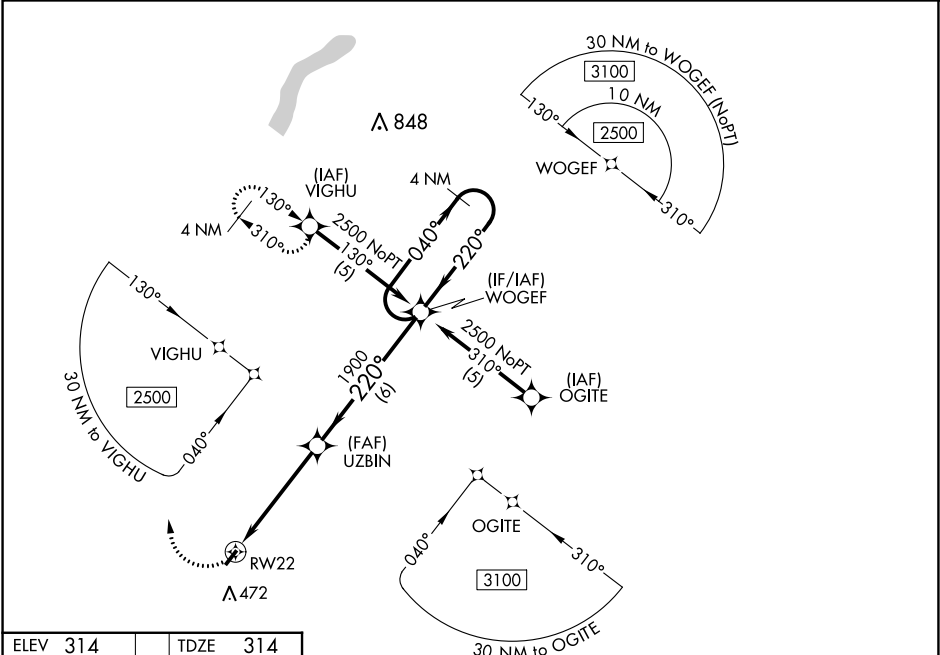 30 NM to WOGEF (NoPT)
3100
10 NM
2500
130°
WOGEF
310°
848
(IAF)
VIGHU
130°
4 NM
310°
2500 NoPT
130°
(5)
4 NM
040°
220°
(IF/IAF)
WOGEF
2500 NoPT
310°
(5)
(IAF)
OGITE
130°
VIGHU
2500
040°
30 NM to VIGHU
1900
220°
(6)
(FAF)
UZBIN
RW22
472
OGITE
040°
310°
3100
30 NM to OGITE
ELEV 314
TDZE 314